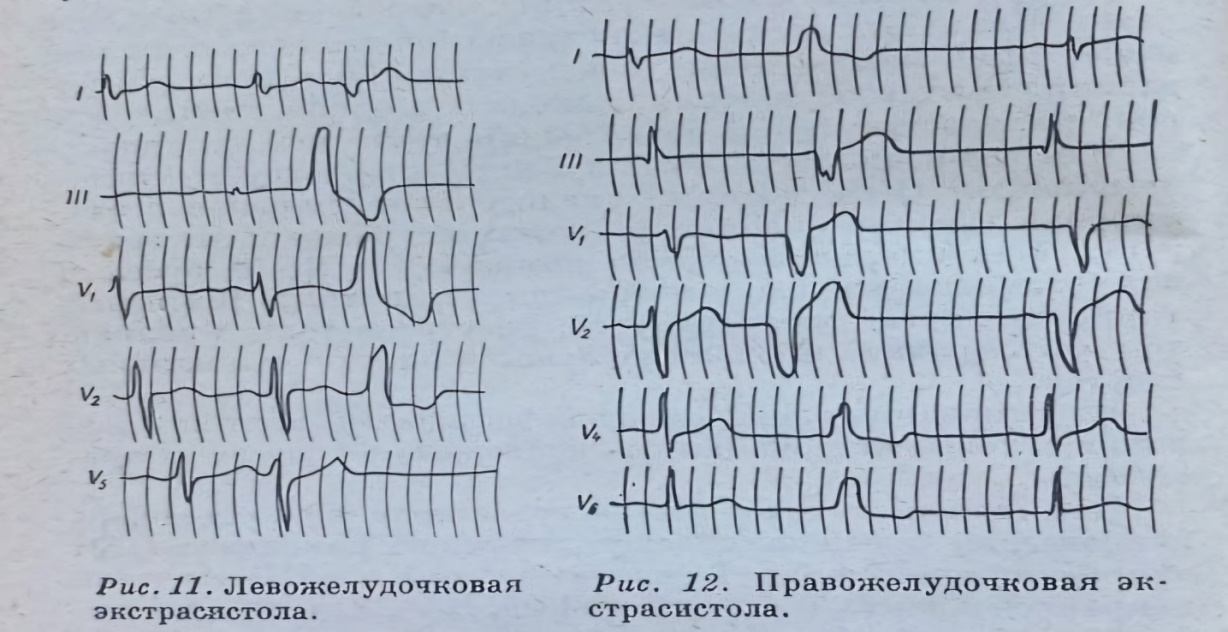 I
III
V₁
V₂
V₅
Рис. 11. Левожелудочковая
экстрасистола.
I
III
V₁
V₂
V₄
V₆
Рис. 12. Правожелудочковая эк-
страсистола.